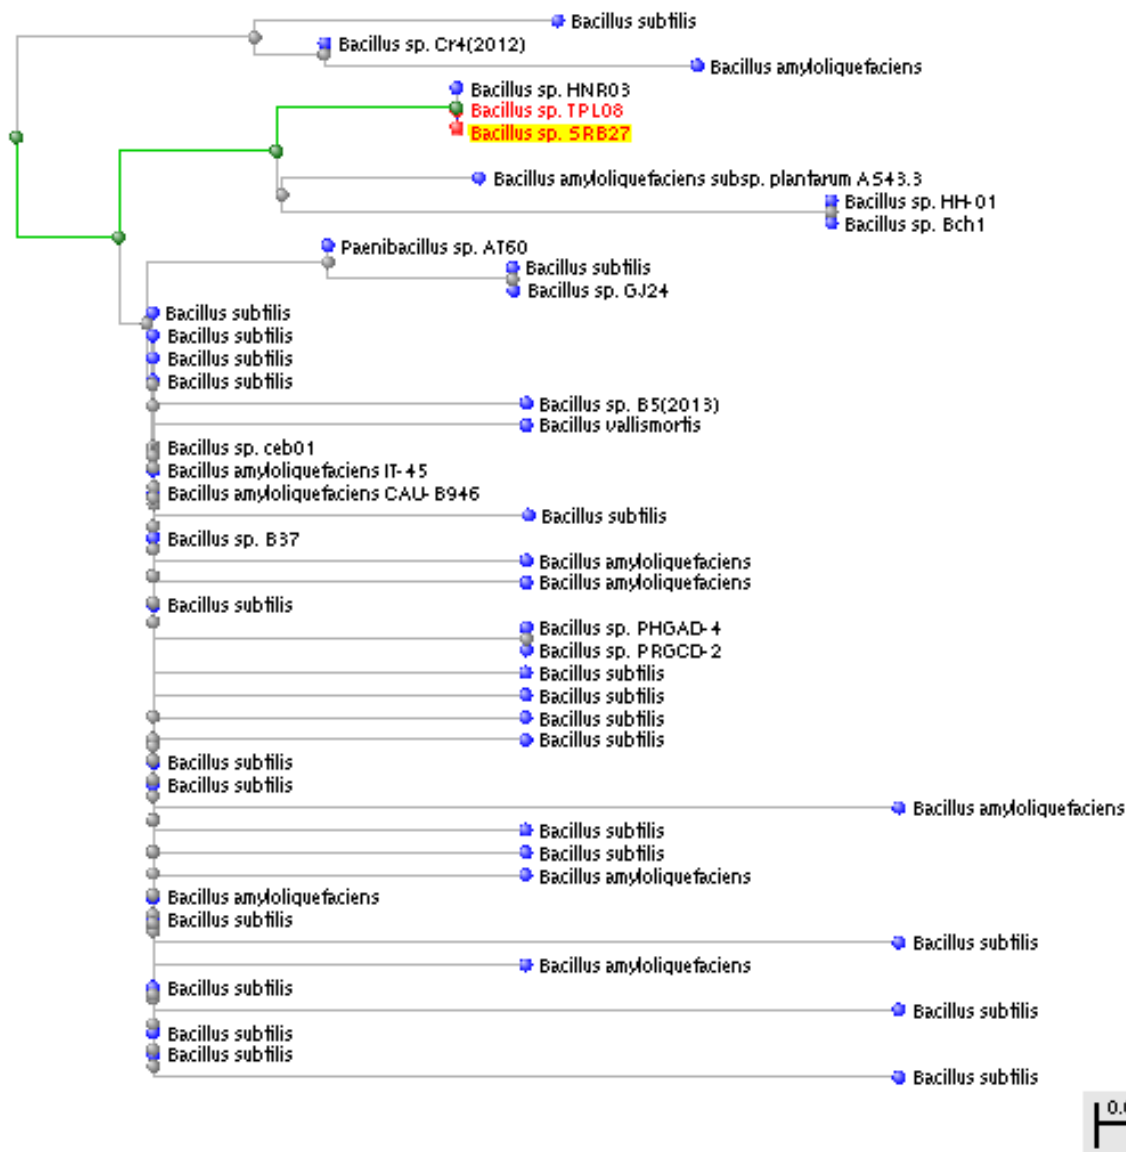 Bacillus subtilis
Bacillus sp. Cr4(2012)
Bacillus amyloliquefaciens
Bacillus sp. HNR03
Bacillus sp. TPL08
Bacillus sp. SRB27
Bacillus amyloliquefaciens subsp. plantarum AS43.3
Bacillus sp. HH-01
Bacillus sp. Bch1
Paenibacillus sp. AT60
Bacillus subtilis
Bacillus sp. GJ24
Bacillus subtilis
Bacillus subtilis
Bacillus subtilis
Bacillus subtilis
Bacillus sp. B5(2013)
Bacillus vallismortis
Bacillus sp. ceb01
Bacillus amyloliquefaciens IT-45
Bacillus amyloliquefaciens CAU-B946
Bacillus subtilis
Bacillus sp. B37
Bacillus amyloliquefaciens
Bacillus amyloliquefaciens
Bacillus subtilis
Bacillus sp. PHGAD-4
Bacillus sp. PRGCD-2
Bacillus subtilis
Bacillus subtilis
Bacillus subtilis
Bacillus subtilis
Bacillus subtilis
Bacillus subtilis
Bacillus amyloliquefaciens
Bacillus subtilis
Bacillus subtilis
Bacillus amyloliquefaciens
Bacillus amyloliquefaciens
Bacillus subtilis
Bacillus subtilis
Bacillus amyloliquefaciens
Bacillus subtilis
Bacillus subtilis
Bacillus subtilis
Bacillus subtilis
Bacillus subtilis